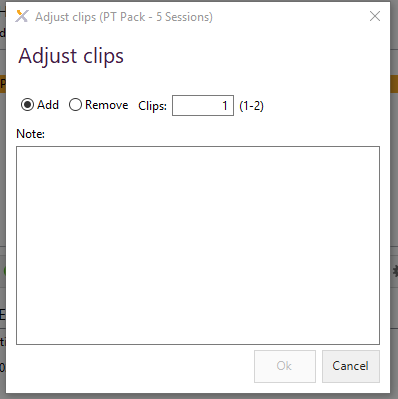 Adjust clips (PT Pack - 5 Sessions)
Adjust clips
Add Remove Clips: 1 (1-2)
Note:
Ok Cancel